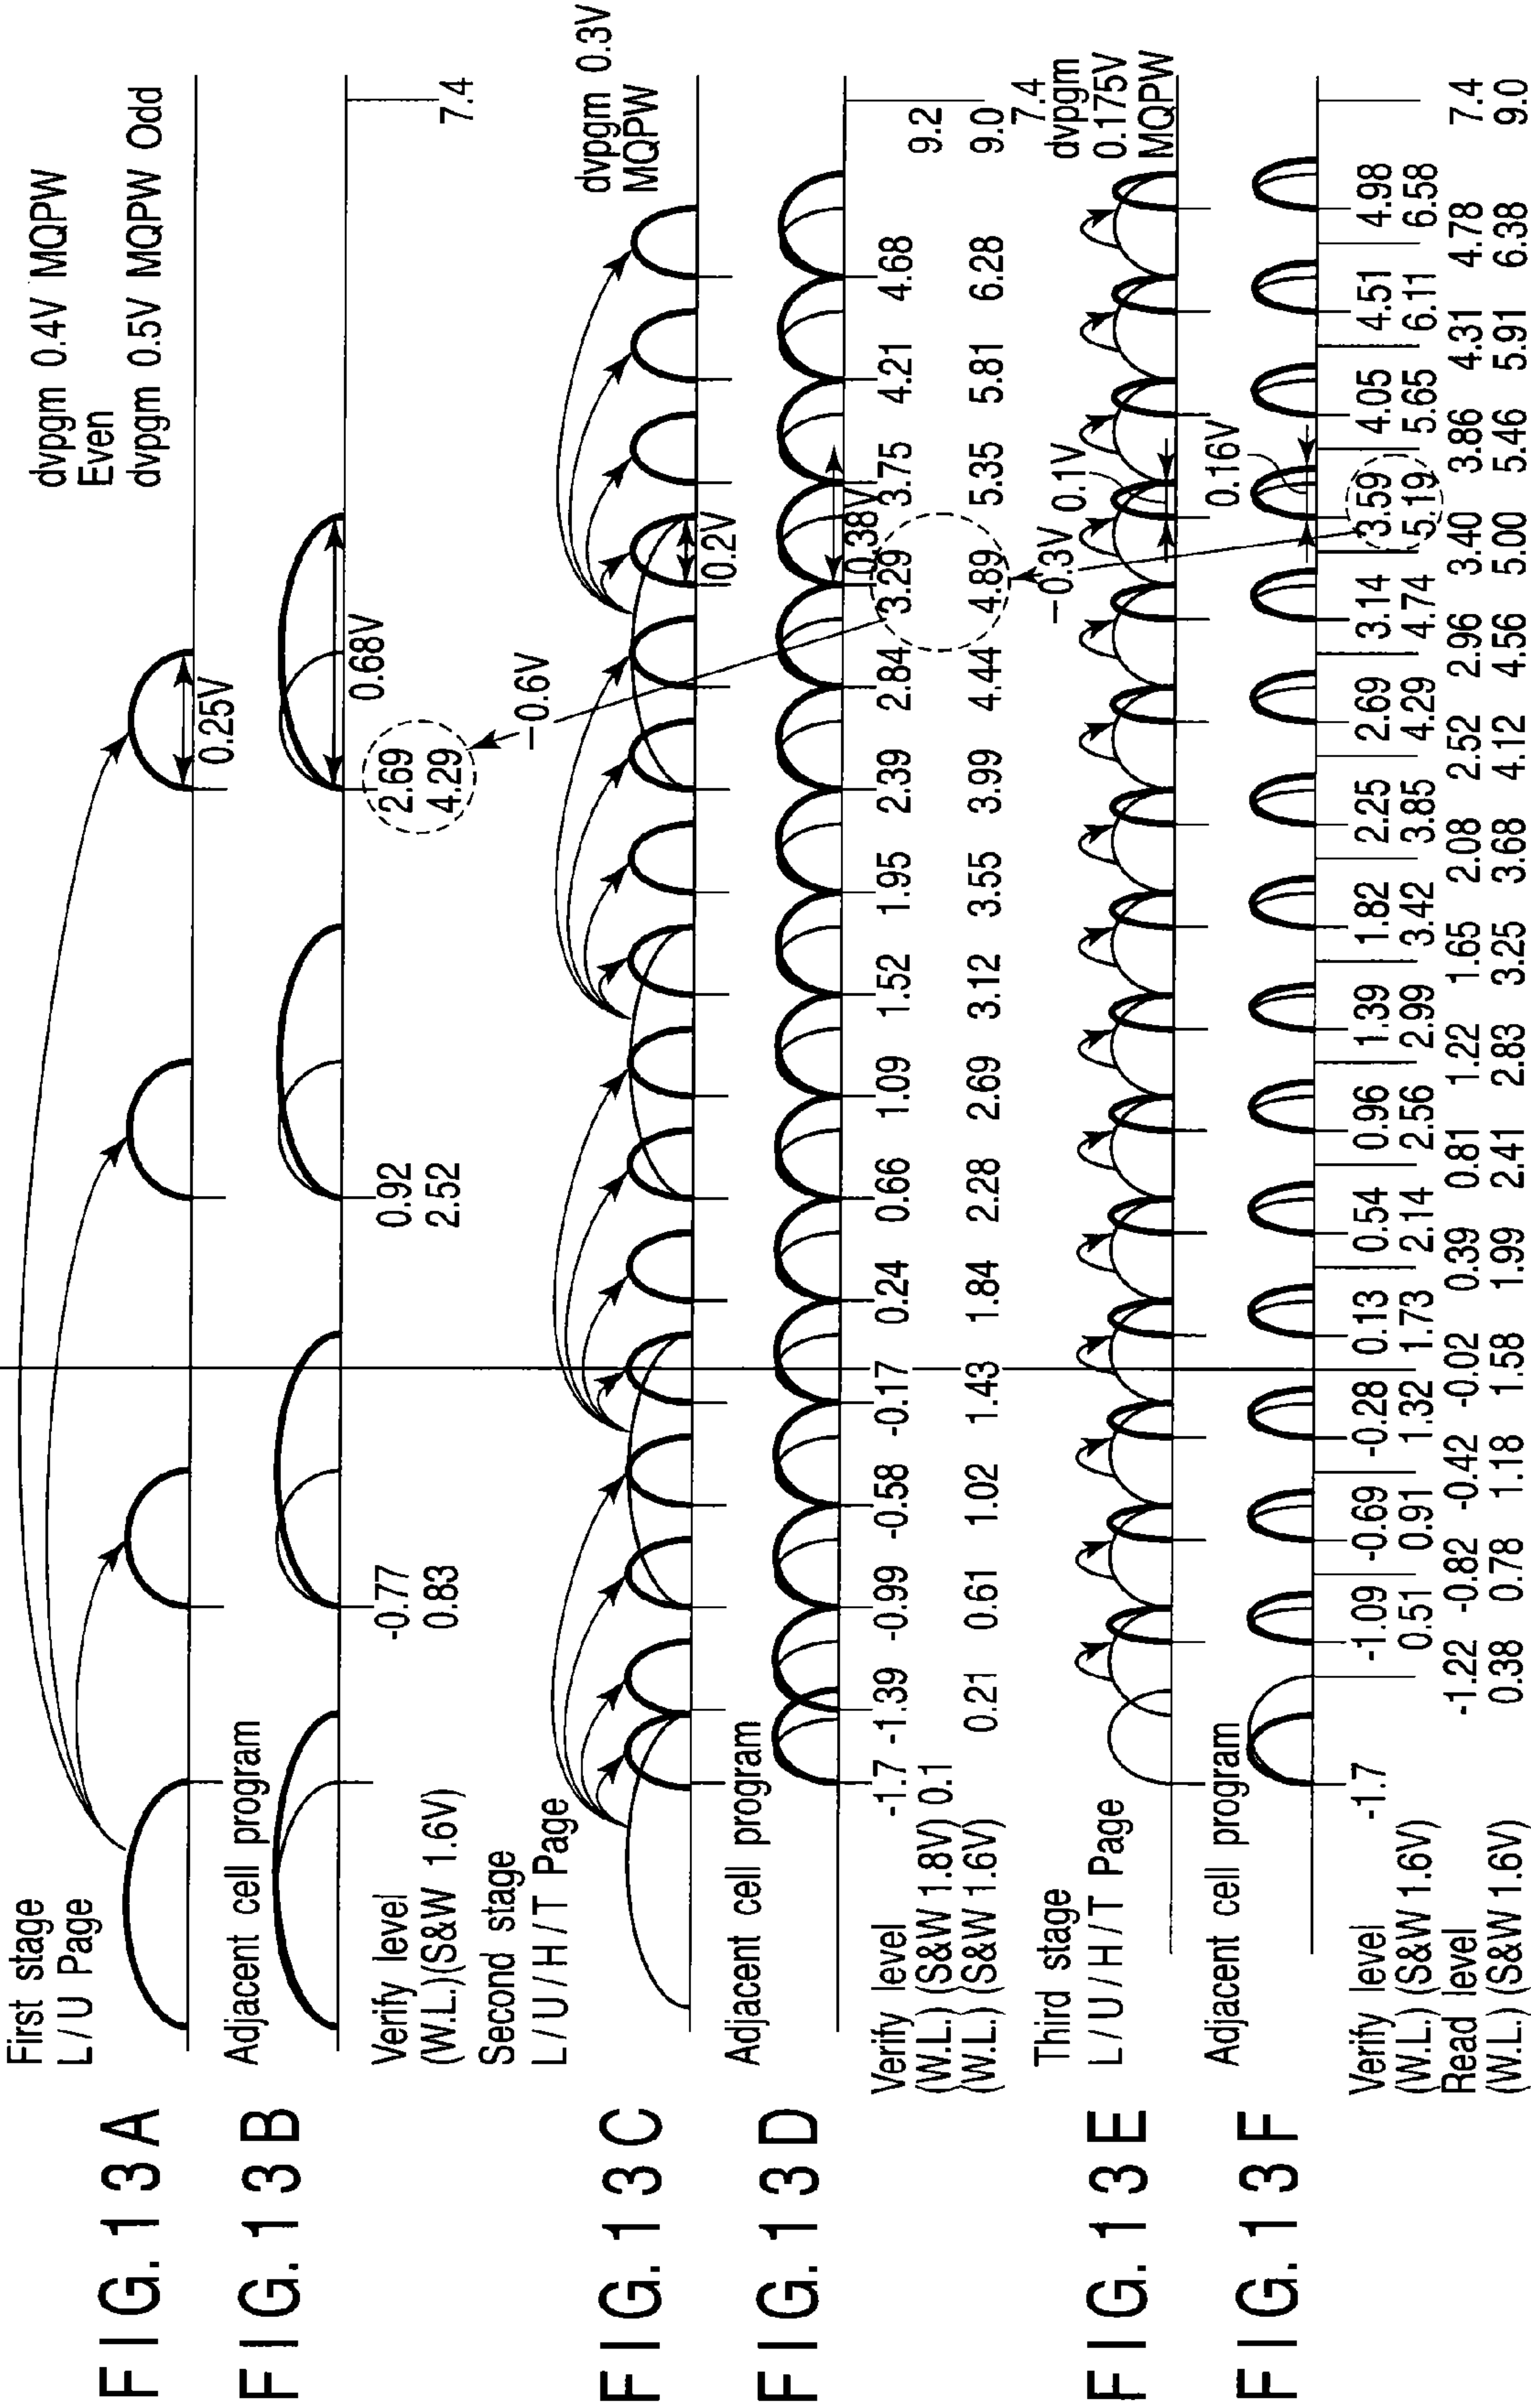 FIG.13A
First stage
L/U Page
dvpgm 0.4V MQPW
Even
dvpgm 0.5V MQPW Odd
0.25V
FIG.13B
Adjacent cell program
0.68V
Verify level
(W.L.)(S&W 1.6V)
-0.77 0.92 2.69 7.4
0.83 2.52 4.29
-0.6V
FIG.13C
Second stage
L/U/H/T Page
dvpgm 0.3V
MQPW
0.2V
FIG.13D
Adjacent cell program
0.38V
Verify level
(W.L.) (S&W 1.8V)
-1.7 -1.39 -0.99 -0.58 -0.17 0.24 0.66 1.09 1.52 1.95 2.39 2.84 3.29 3.75 4.21 4.68 9.2
(W.L.) (S&W 1.6V)
0.1 0.21 0.61 1.02 1.43 1.84 2.28 2.69 3.12 3.55 3.99 4.44 4.89 5.35 5.81 6.28 9.0
7.4
-0.3V
FIG.13E
Third stage
L/U/H/T Page
dvpgm
0.175V
MQPW
0.1V
FIG.13F
Adjacent cell program
0.16V
Verify level
-1.7 -1.09 -0.69 -0.28 0.13 0.54 0.96 1.39 1.82 2.25 2.69 3.14 3.59 4.05 4.51 4.98
(W.L.) (S&W 1.6V)
0.51 0.91 1.32 1.73 2.14 2.56 2.99 3.42 3.85 4.29 4.74 5.19 5.65 6.11 6.58
Read level
-1.22 -0.82 -0.42 -0.02 0.39 0.81 1.22 1.65 2.08 2.52 2.96 3.40 3.86 4.31 4.78 7.4
(W.L.) (S&W 1.6V)
0.38 0.78 1.18 1.58 1.99 2.41 2.83 3.25 3.68 4.12 4.56 5.00 5.46 5.91 6.38 9.0